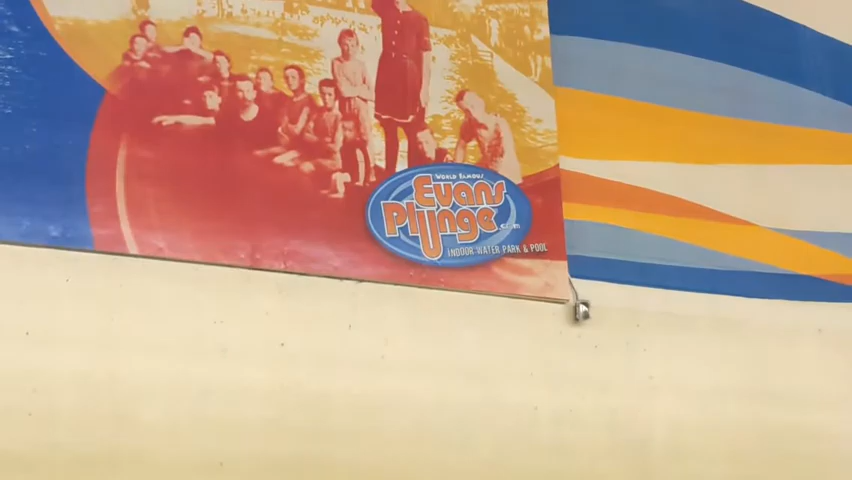 WORLD FAMOUS
Evans
Plunge
.com
INDOOR WATER PARK & POOL